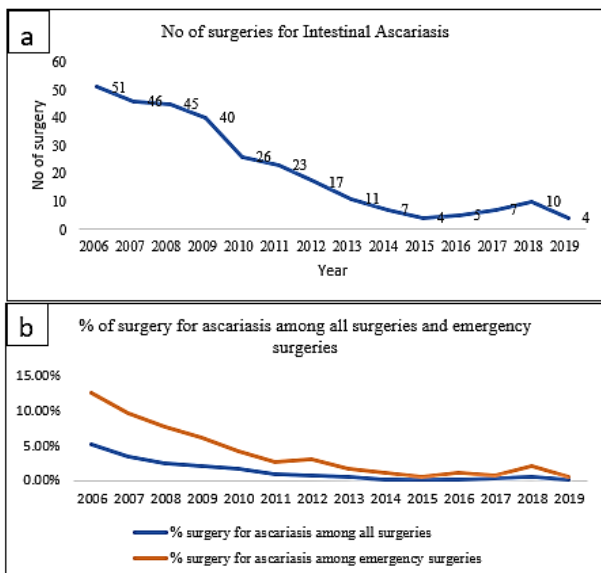 a
No of surgeries for Intestinal Ascariasis
60
50
40
30
20
10
0
No of surgery
51
46
45
40
26
23
17
11
7
4
5
7
10
4
2006 2007 2008 2009 2010 2011 2012 2013 2014 2015 2016 2017 2018 2019
Year
b
% of surgery for ascariasis among all surgeries and emergency
surgeries
15.00%
10.00%
5.00%
0.00%
2006 2007 2008 2009 2010 2011 2012 2013 2014 2015 2016 2017 2018 2019
% surgery for ascariasis among all surgeries
% surgery for ascariasis among emergency surgeries